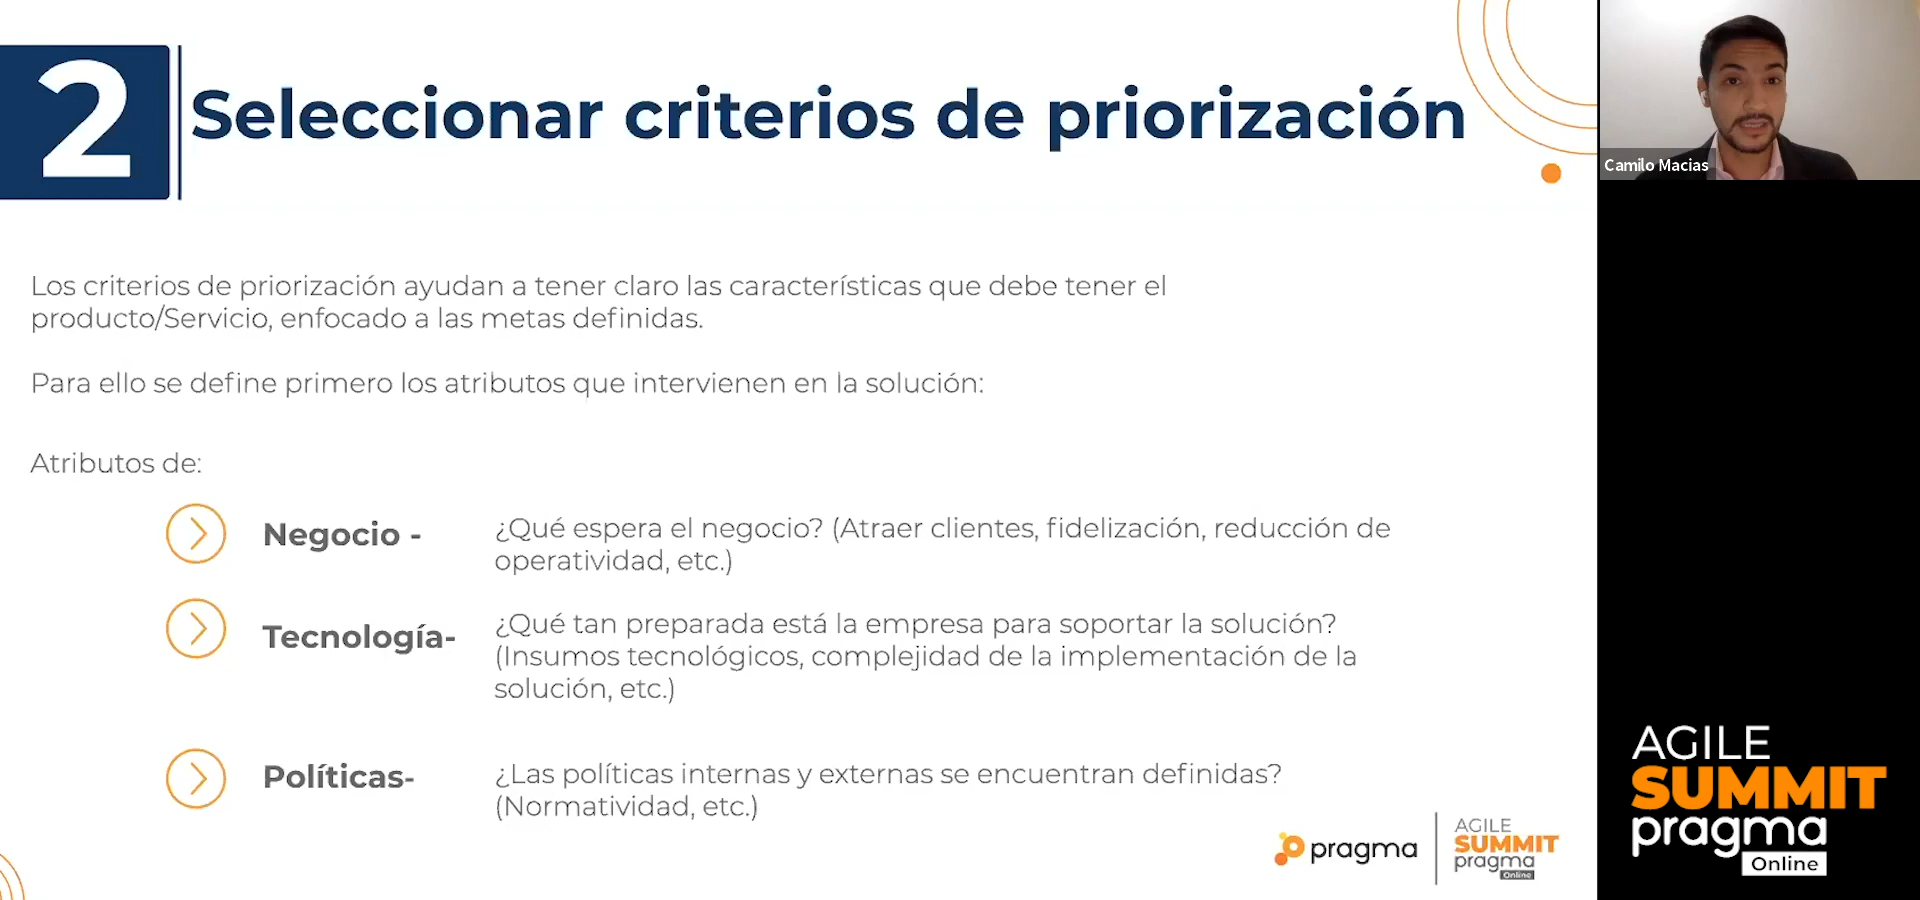 2
Seleccionar criterios de priorización
Camilo Macias
Los criterios de priorización ayudan a tener claro las características que debe tener el
producto/Servicio, enfocado a las metas definidas.
Para ello se define primero los atributos que intervienen en la solución:
Atributos de:
Negocio -
¿Qué espera el negocio? (Atraer clientes, fidelización, reducción de
operatividad, etc.)
Tecnología-
¿Qué tan preparada está la empresa para soportar la solución?
(Insumos tecnológicos, complejidad de la implementación de la
solución, etc.)
Políticas-
¿Las políticas internas y externas se encuentran definidas?
(Normatividad, etc.)
pragma
AGILE
SUMMIT
pragma
Online
AGILE
SUMMIT
pragma
Online